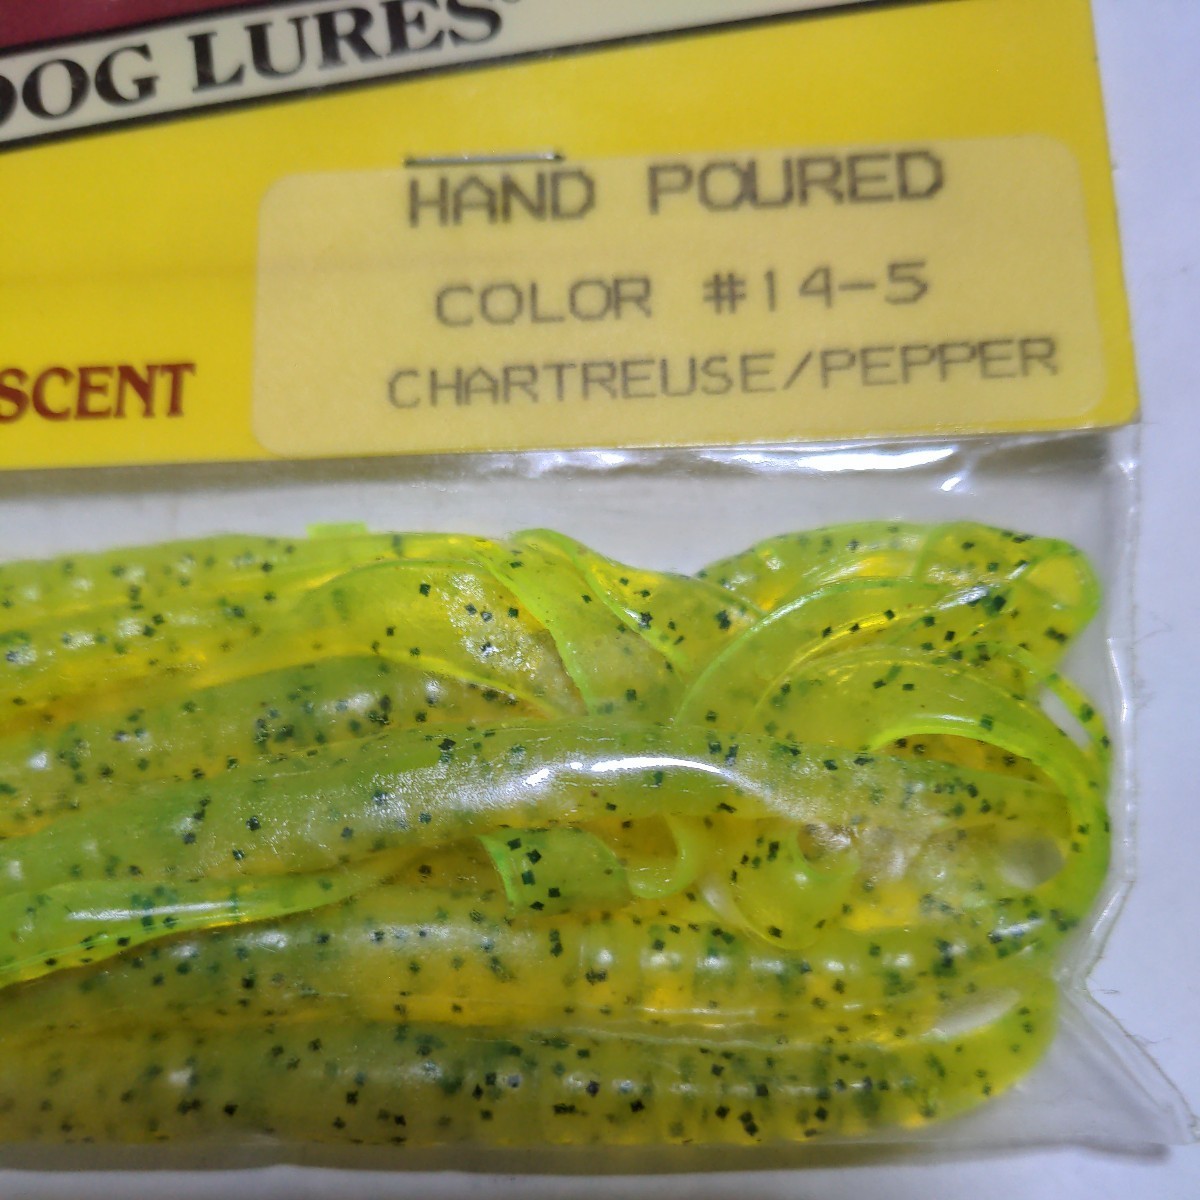 DOG LURES®
HAND POURED
COLOR #14-5
CHARTREUSE/PEPPER
SCENT